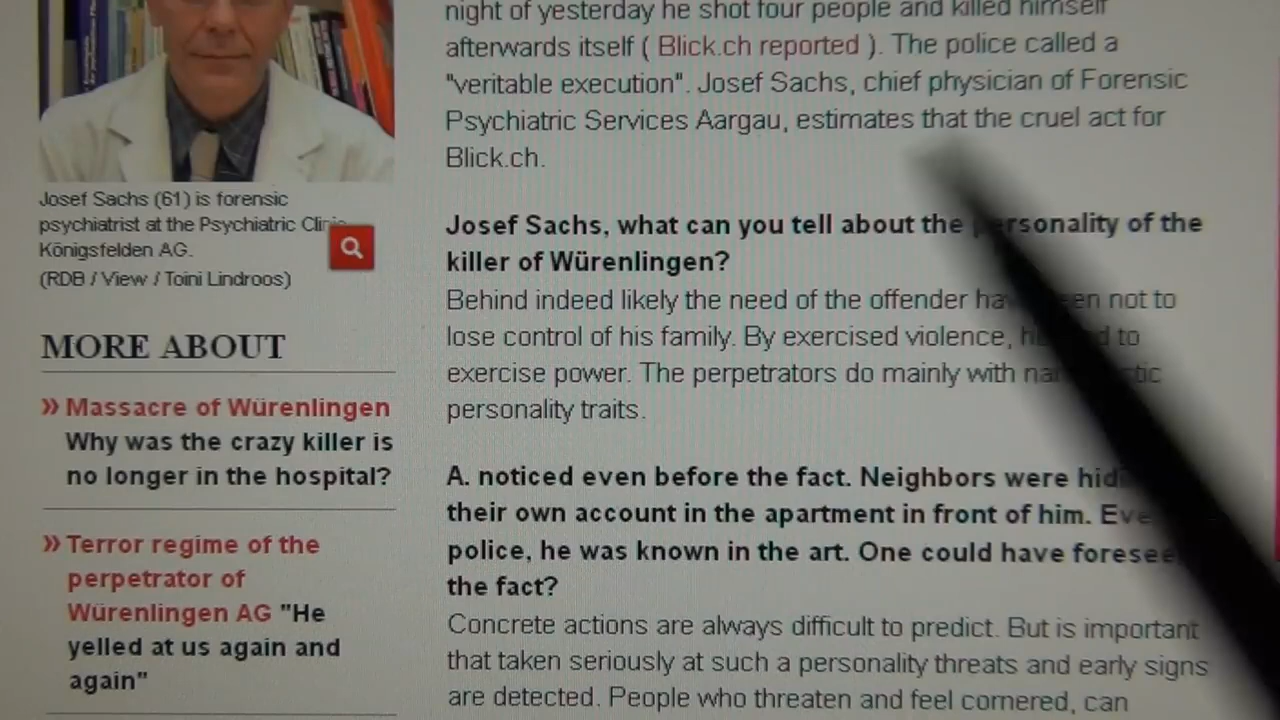 night of yesterday he shot four people and killed himself
afterwards itself ( Blick.ch reported ). The police called a
"veritable execution". Josef Sachs, chief physician of Forensic
Psychiatric Services Aargau, estimates that the cruel act for
Blick.ch.
Josef Sachs (61) is forensic
psychiatrist at the Psychiatric
Königsfelden AG.
(RDB / View / Toini Lindroos)
MORE ABOUT
» Massacre of Würenlingen
Why was the crazy killer is
no longer in the hospital?
» Terror regime of the
perpetrator of
Würenlingen AG "He
yelled at us again and
again"
Josef Sachs, what can you tell about the personality of the
killer of Würenlingen?
Behind indeed likely the need of the offender not to
lose control of his family. By exercised violence, to
exercise power. The perpetrators do mainly with
personality traits.
A. noticed even before the fact. Neighbors were
their own account in the apartment in front of him.
police, he was known in the art. One could have
the fact?
Concrete actions are always difficult to predict. But is important
that taken seriously at such a personality threats and early signs
are detected. People who threaten and feel cornered, can